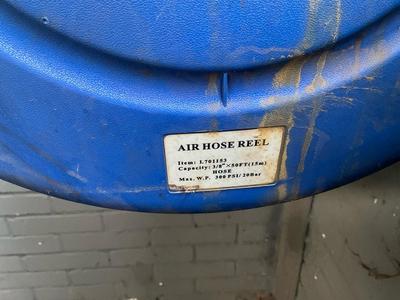 AIR HOSE REEL
Item: L701153
Capacity: 3/8"×50FT(15m)
HOSE
Max. W.P. 300 PSI/20Bar